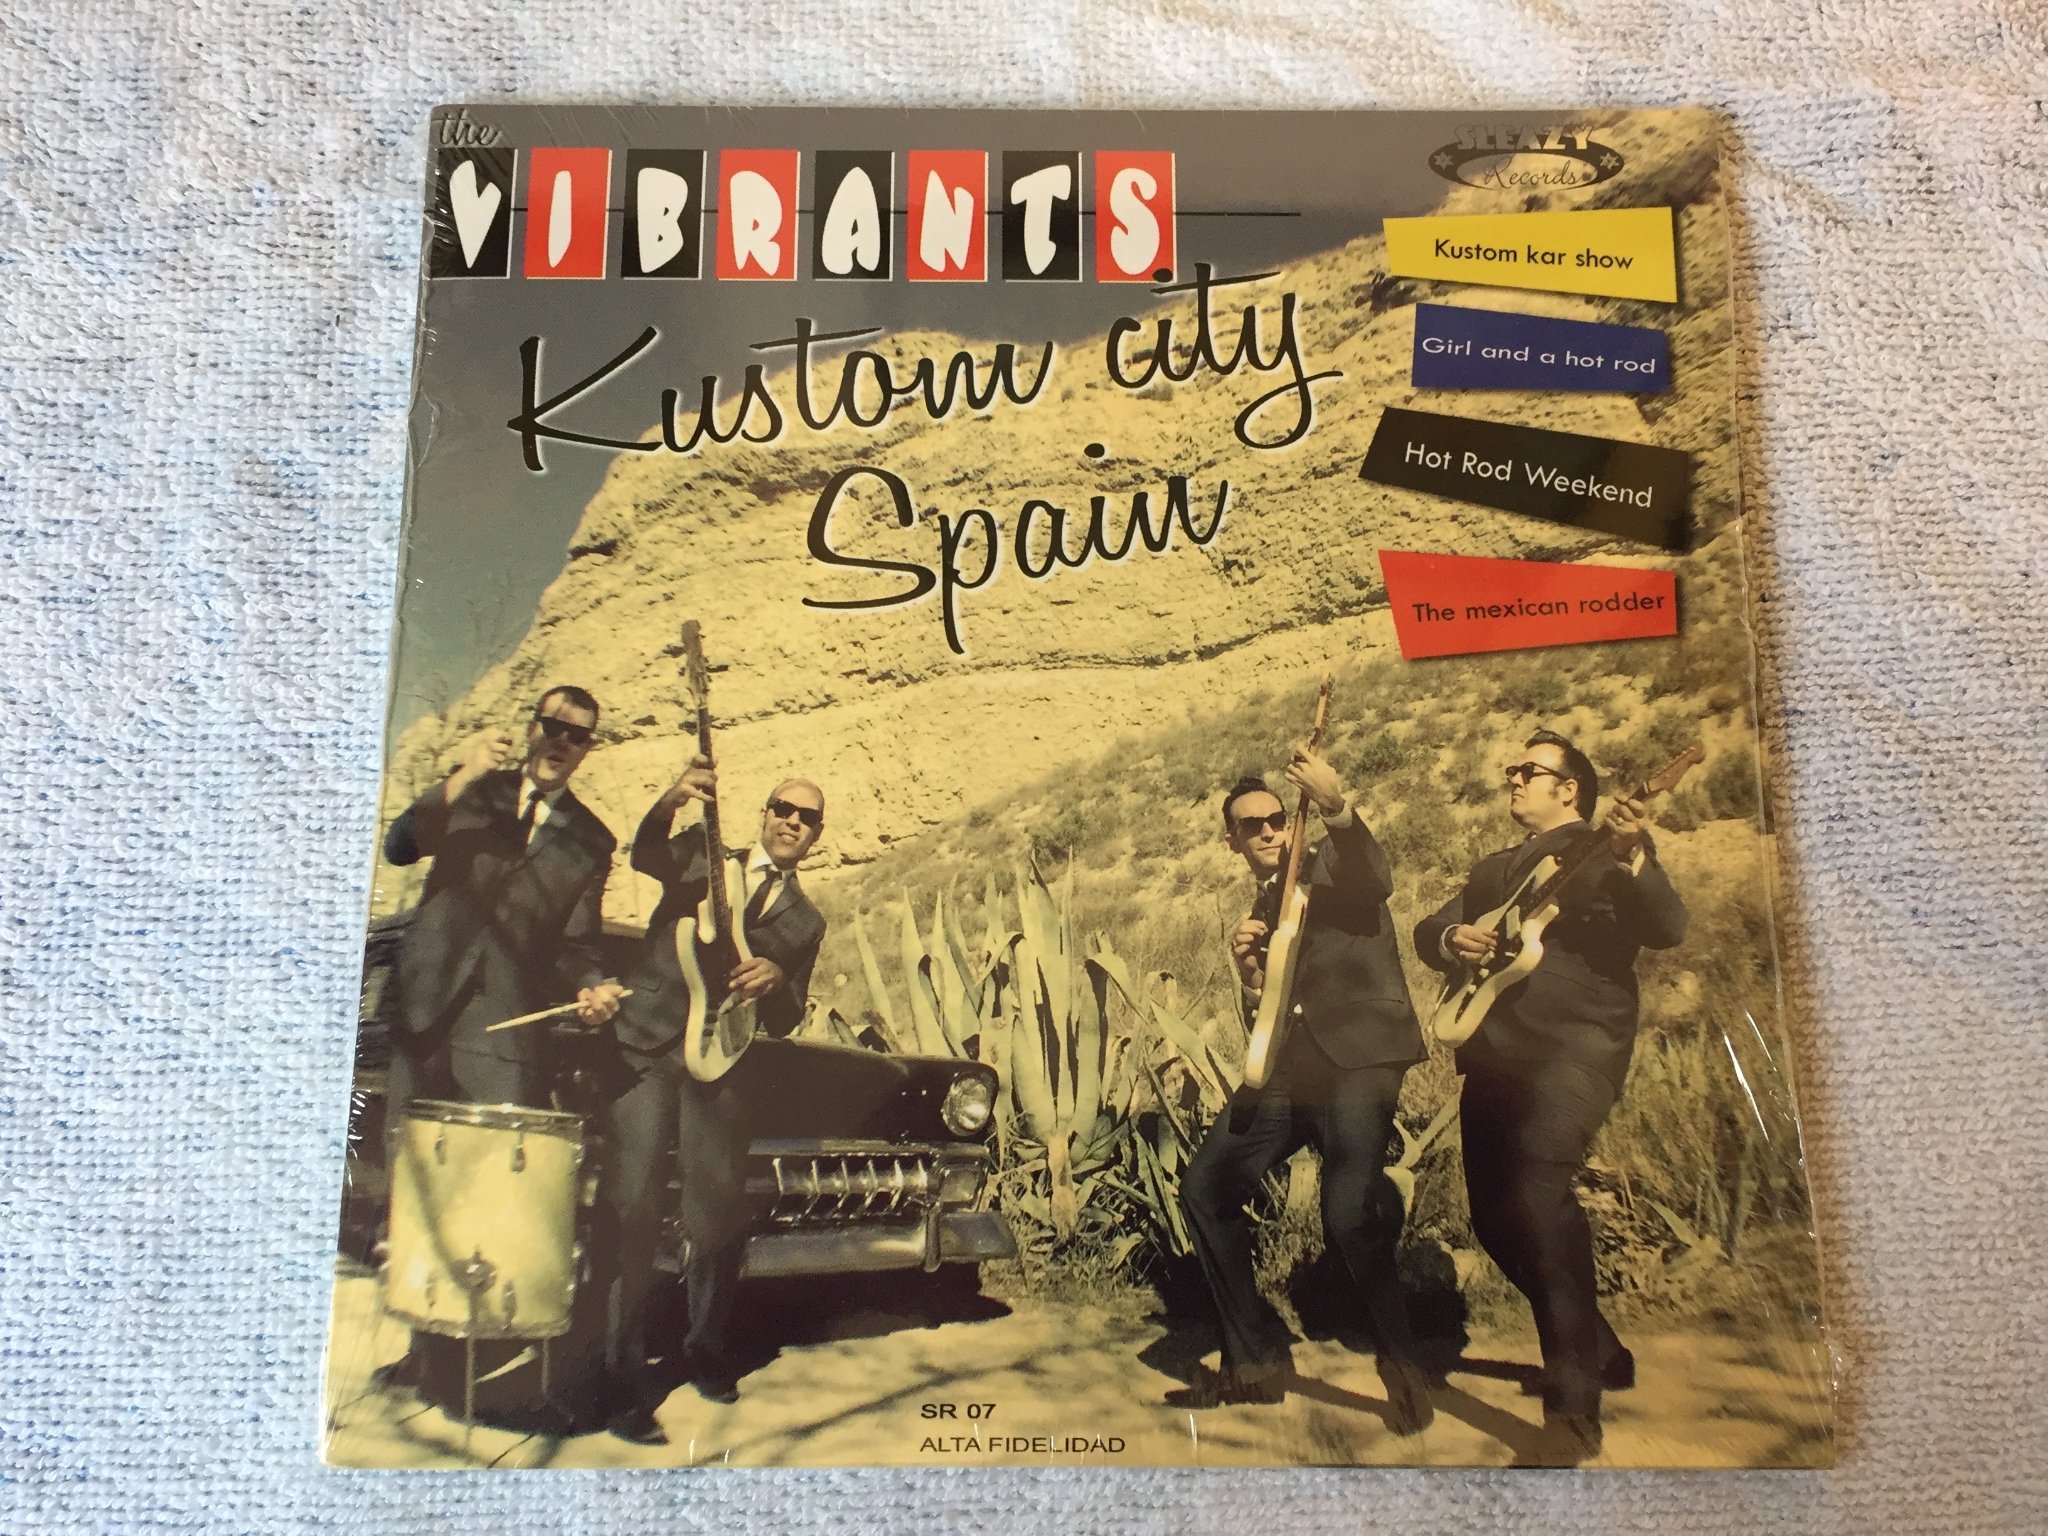 the
VIBRANTS
Kustom city
Spain
SLEAZY
Records
Kustom kar show
Girl and a hot rod
Hot Rod Weekend
The mexican rodder
SR 07
ALTA FIDELIDAD